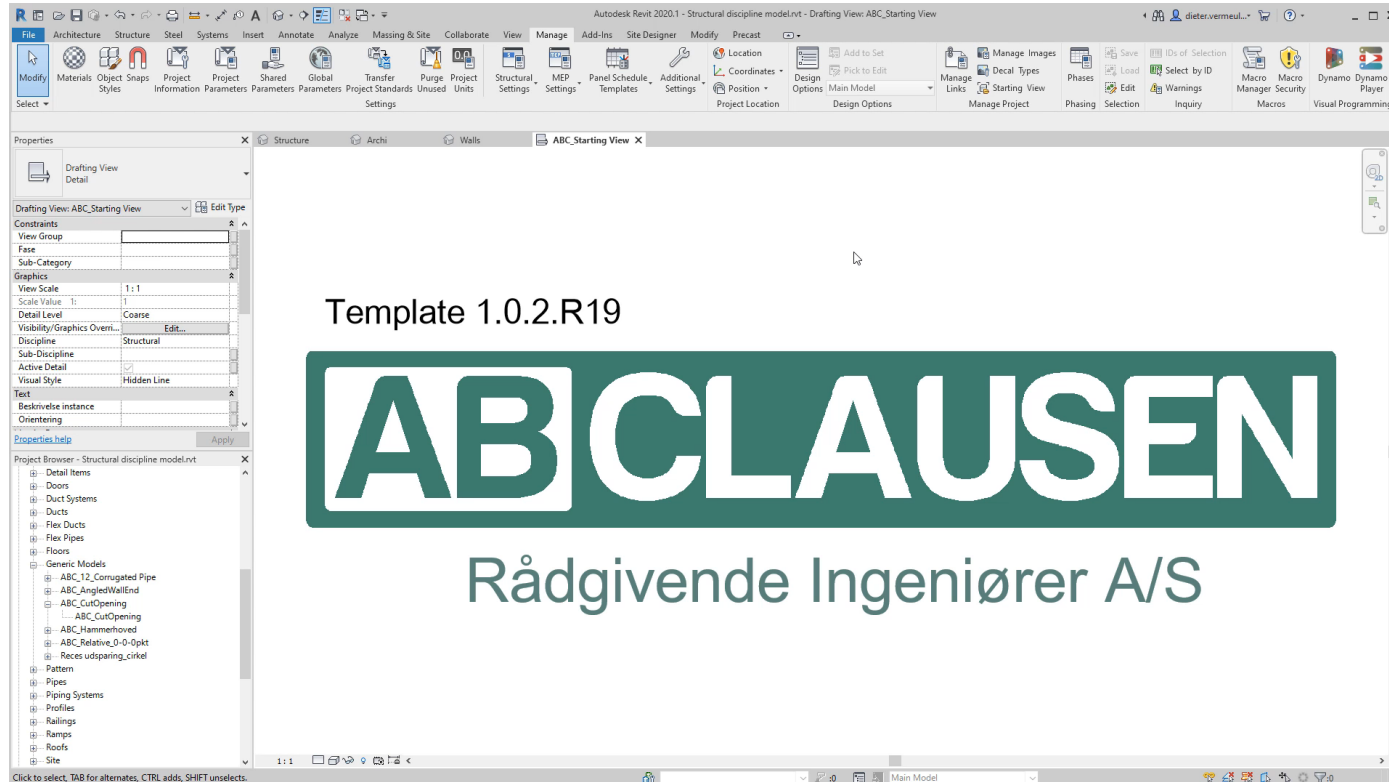 Autodesk Revit 2020.1 - Structural discipline model.rvt - Drafting View: ABC_Starting View
dieter.vermeul...
File Architecture Structure Steel Systems Insert Annotate Analyze Massing & Site Collaborate View Manage Add-Ins Site Designer Modify Precast
Modify
Materials
Object Styles
Snaps
Project Information
Project Parameters
Shared Parameters
Global Parameters
Transfer Project Standards
Purge Unused
Project Units
Structural Settings
MEP Settings
Panel Schedule Templates
Additional Settings
Location
Coordinates
Position
Design Options
Add to Set
Pick to Edit
Main Model
Manage Links
Manage Images
Decal Types
Starting View
Phases
Save
Load
Edit
IDs of Selection
Select by ID
Warnings
Macro Manager
Macro Security
Dynamo
Dynamo Player
Select
Settings
Project Location
Design Options
Manage Project
Phasing
Selection
Inquiry
Macros
Visual Programming
Properties
Structure
Archi
Walls
ABC_Starting View
Drafting View
Detail
Drafting View: ABC_Starting View
Edit Type
Constraints
View Group
Fase
Sub-Category
Graphics
View Scale 1 : 1
Scale Value 1: 1
Detail Level Coarse
Visibility/Graphics Overri... Edit...
Discipline Structural
Sub-Discipline
Active Detail
Visual Style Hidden Line
Text
Beskrivelse instance
Orientering
Properties help
Apply
Project Browser - Structural discipline model.rvt
Detail Items
Doors
Duct Systems
Ducts
Flex Ducts
Flex Pipes
Floors
Generic Models
ABC_12_Corrugated Pipe
ABC_AngledWallEnd
ABC_CutOpening
ABC_CutOpening
ABC_Hammerhoved
ABC_Relative_0-0-0pkt
Reces udsparing_cirkel
Pattern
Pipes
Piping Systems
Profiles
Railings
Ramps
Roofs
Site
Template 1.0.2.R19
ABCLAUSEN
Rådgivende Ingeniører A/S
2D
1 : 1
Click to select, TAB for alternates, CTRL adds, SHIFT unselects.
:0
Main Model
:0